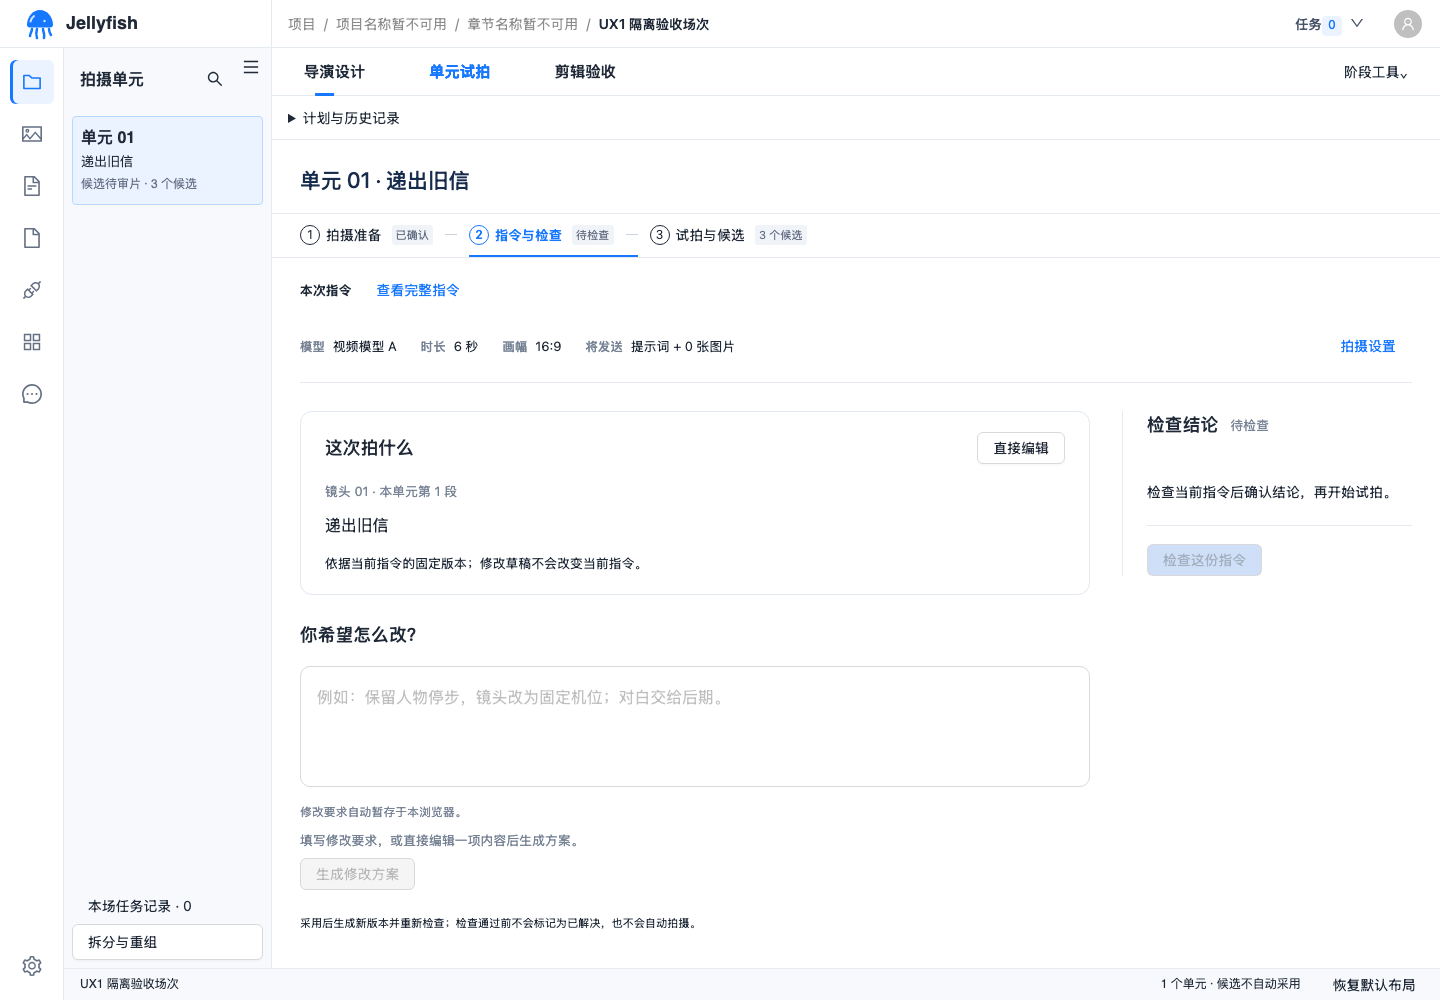 Jellyfish
项目 / 项目名称暂不可用 / 章节名称暂不可用 / UX1 隔离验收场次
任务 0
拍摄单元
单元 01
递出旧信
候选待审片 · 3 个候选
本场任务记录 · 0
拆分与重组
导演设计 单元试拍 剪辑验收
阶段工具
计划与历史记录
单元 01 · 递出旧信
1 拍摄准备 已确认
2 指令与检查 待检查
3 试拍与候选 3 个候选
本次指令 查看完整指令
模型 视频模型 A 时长 6 秒 画幅 16:9 将发送 提示词 + 0 张图片
拍摄设置
这次拍什么
直接编辑
镜头 01 · 本单元第 1 段
递出旧信
依据当前指令的固定版本；修改草稿不会改变当前指令。
你希望怎么改?
例如：保留人物停步，镜头改为固定机位；对白交给后期。
修改要求自动暂存于本浏览器。
填写修改要求，或直接编辑一项内容后生成方案。
生成修改方案
采用后生成新版本并重新检查；检查通过前不会标记为已解决，也不会自动拍摄。
检查结论 待检查
检查当前指令后确认结论，再开始试拍。
检查这份指令
UX1 隔离验收场次
1 个单元 · 候选不自动采用
恢复默认布局